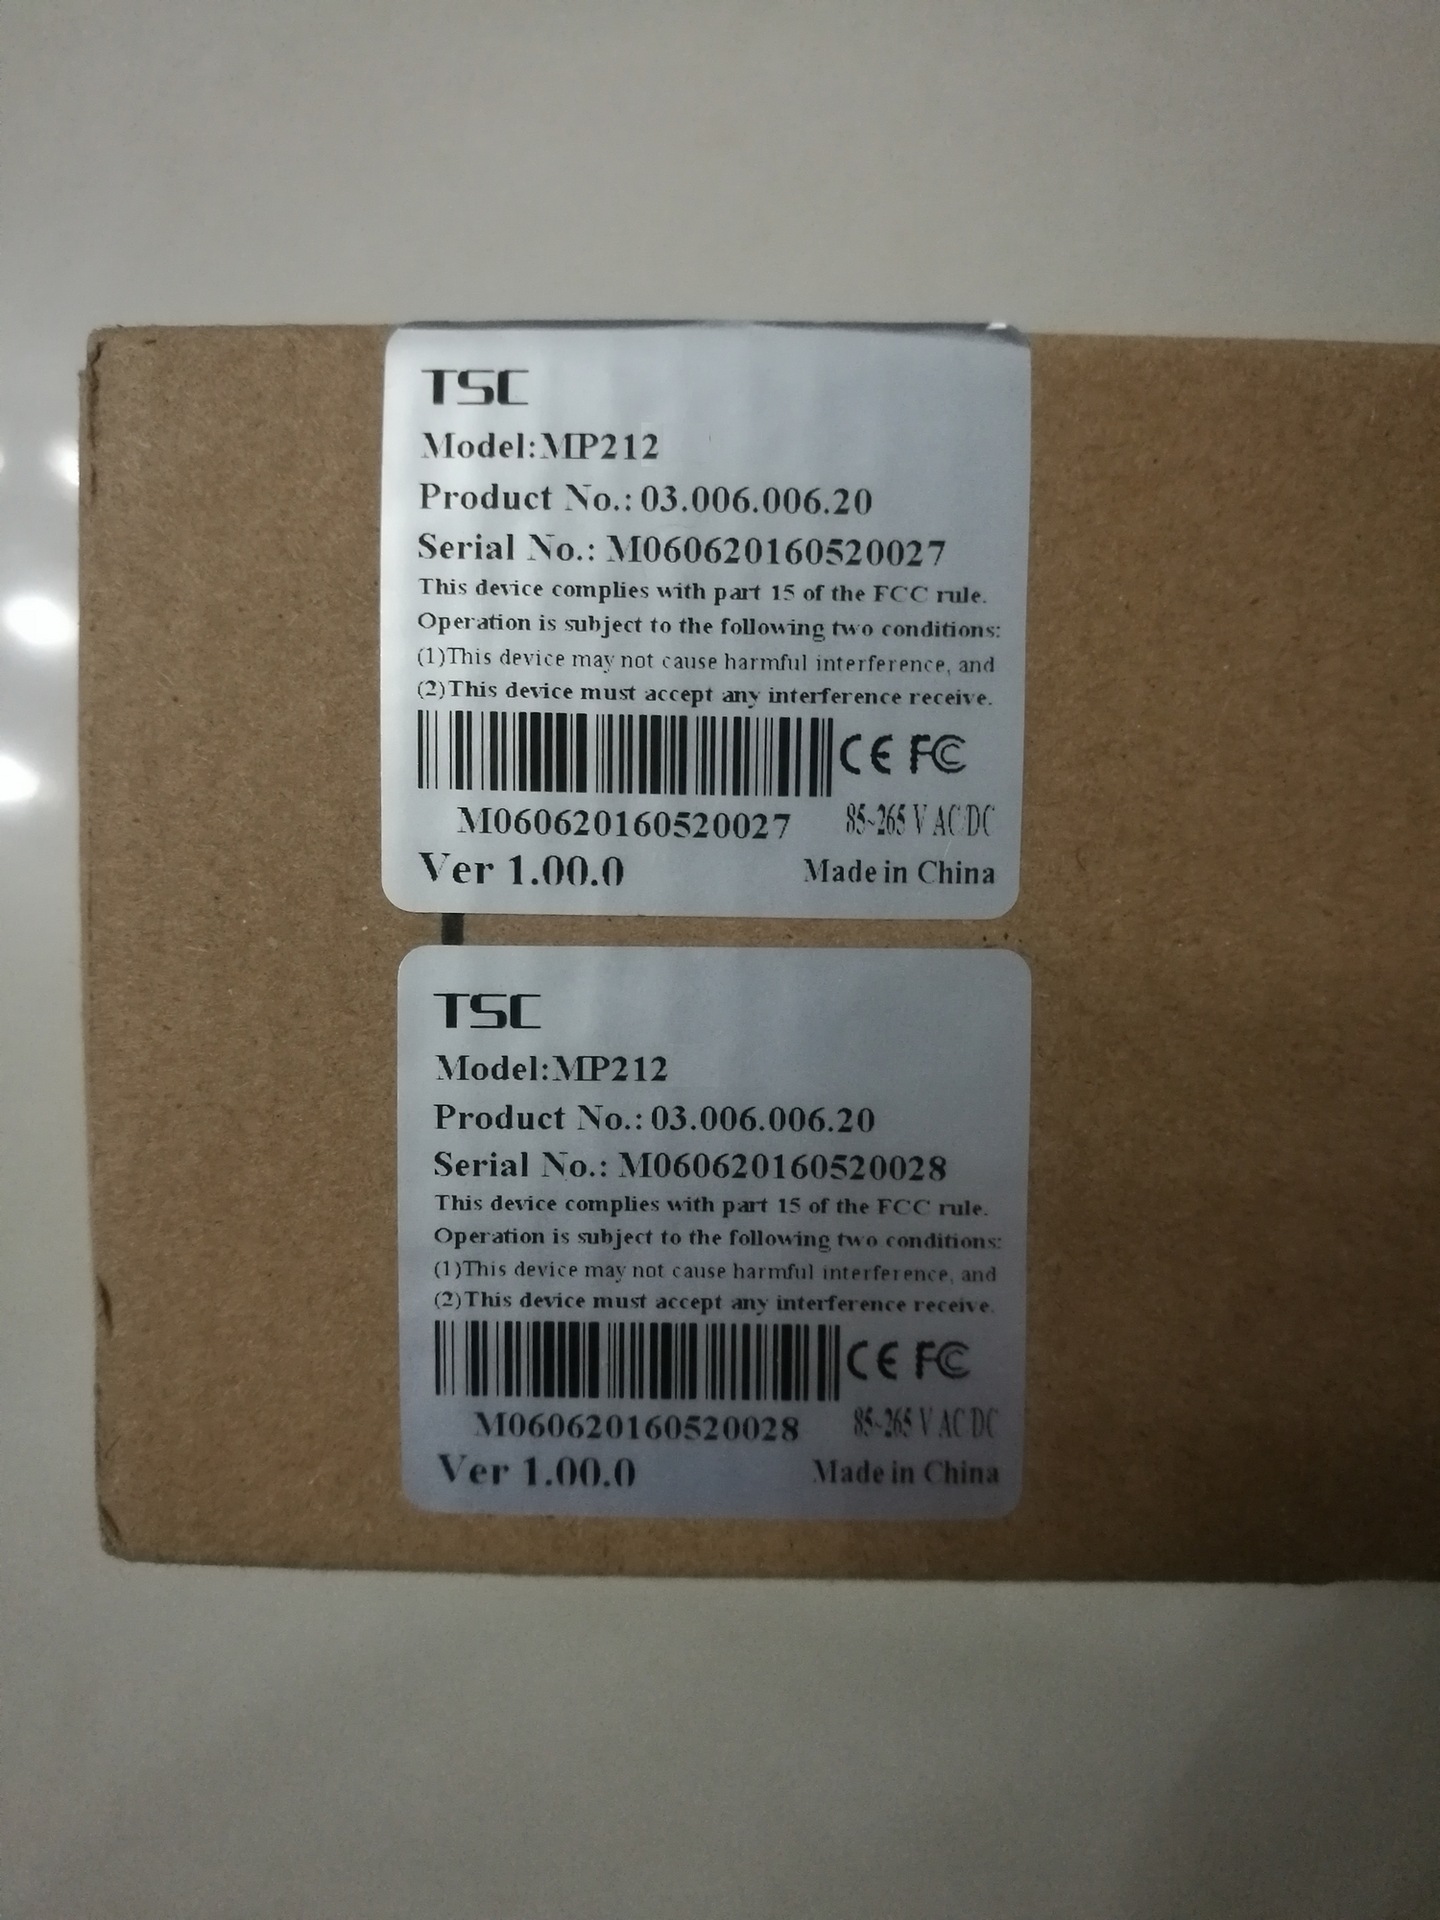 TSC
Model:MP212
Product No.: 03.006.006.20
Serial No.: M060620160520027
This device complies with part 15 of the FCC rule.
Operation is subject to the following two conditions:
(1)This device may not cause harmful interference, and
(2)This device must accept any interference receive.
CE FC
M060620160520027 85~265 V AC/DC
Ver 1.00.0 Made in China
TSC
Model:MP212
Product No.: 03.006.006.20
Serial No.: M060620160520028
This device complies with part 15 of the FCC rule.
Operation is subject to the following two conditions:
(1)This device may not cause harmful interference, and
(2)This device must accept any interference receive.
CE FC
M060620160520028 85~265 V AC/DC
Ver 1.00.0 Made in China